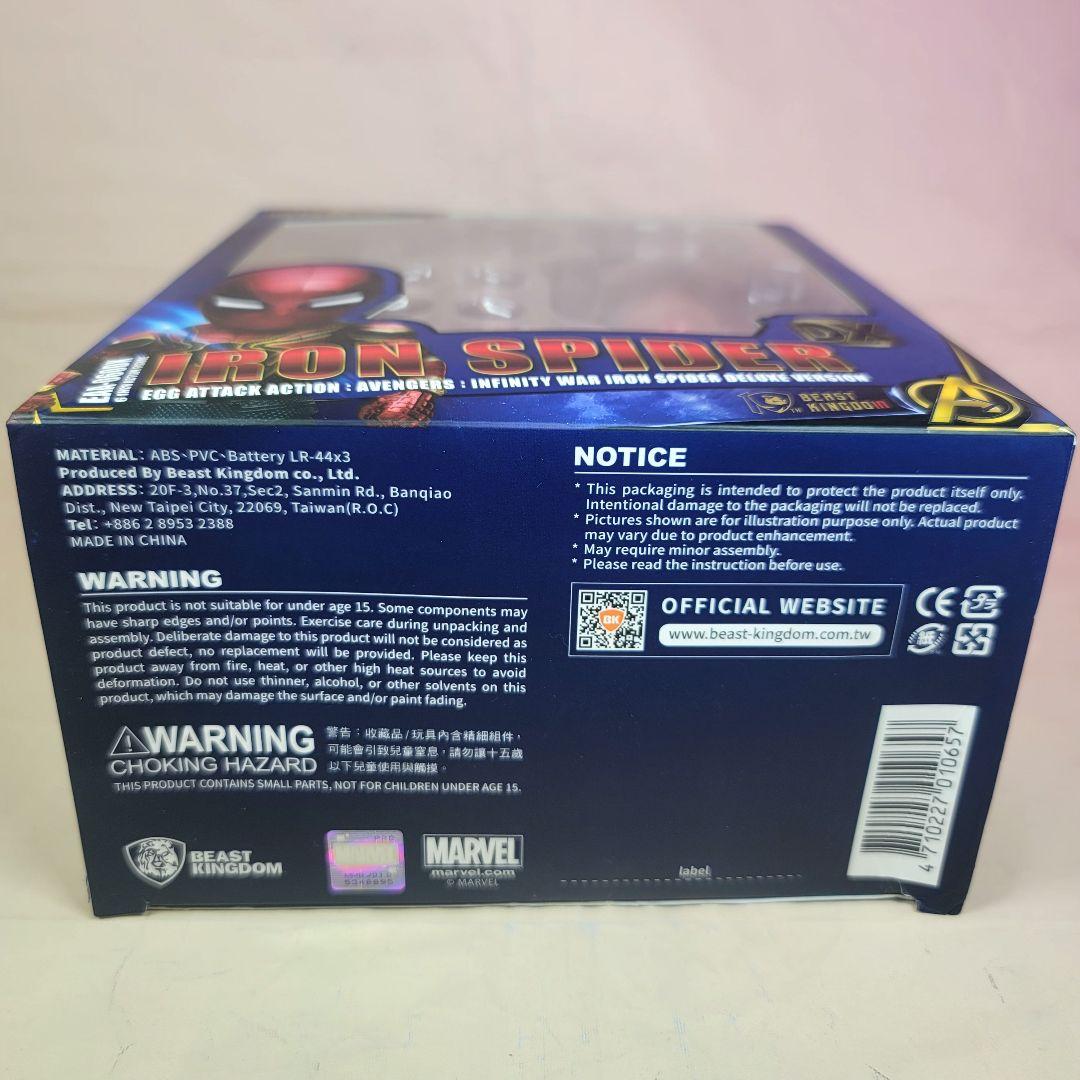 DX
IRON SPIDER
EGG ATTACK ACTION : AVENGERS : INFINITY WAR IRON SPIDER DELUXE VERSION
BEAST
KINGDOM
MATERIAL: ABS、PVC、Battery LR-44x3
Produced By Beast Kingdom co., Ltd.
ADDRESS: 20F-3,No.37,Sec2, Sanmin Rd., Banqiao
Dist., New Taipei City, 22069, Taiwan(R.O.C)
Tel: +886 2 8953 2388
MADE IN CHINA
WARNING
This product is not suitable for under age 15. Some components may
have sharp edges and/or points. Exercise care during unpacking and
assembly. Deliberate damage to this product will not be considered as
product defect, no replacement will be provided. Please keep this
product away from fire, heat, or other high heat sources to avoid
deformation. Do not use thinner, alcohol, or other solvents on this
product, which may damage the surface and/or paint fading.
WARNING
CHOKING HAZARD
警告：收藏品/玩具內含精細組件，
可能會引致兒童窒息，請勿讓十五歲
以下兒童使用與觸摸。
THIS PRODUCT CONTAINS SMALL PARTS, NOT FOR CHILDREN UNDER AGE 15.
BEAST
KINGDOM
MARVEL
MARVEL
marvel.com
© MARVEL
NOTICE
* This packaging is intended to protect the product itself only.
Intentional damage to the packaging will not be replaced.
* Pictures shown are for illustration purpose only. Actual product
may vary due to product enhancement.
* May require minor assembly.
* Please read the instruction before use.
BK
OFFICIAL WEBSITE
www.beast-kingdom.com.tw
CE
プラ
紙
4 710227 010657
label